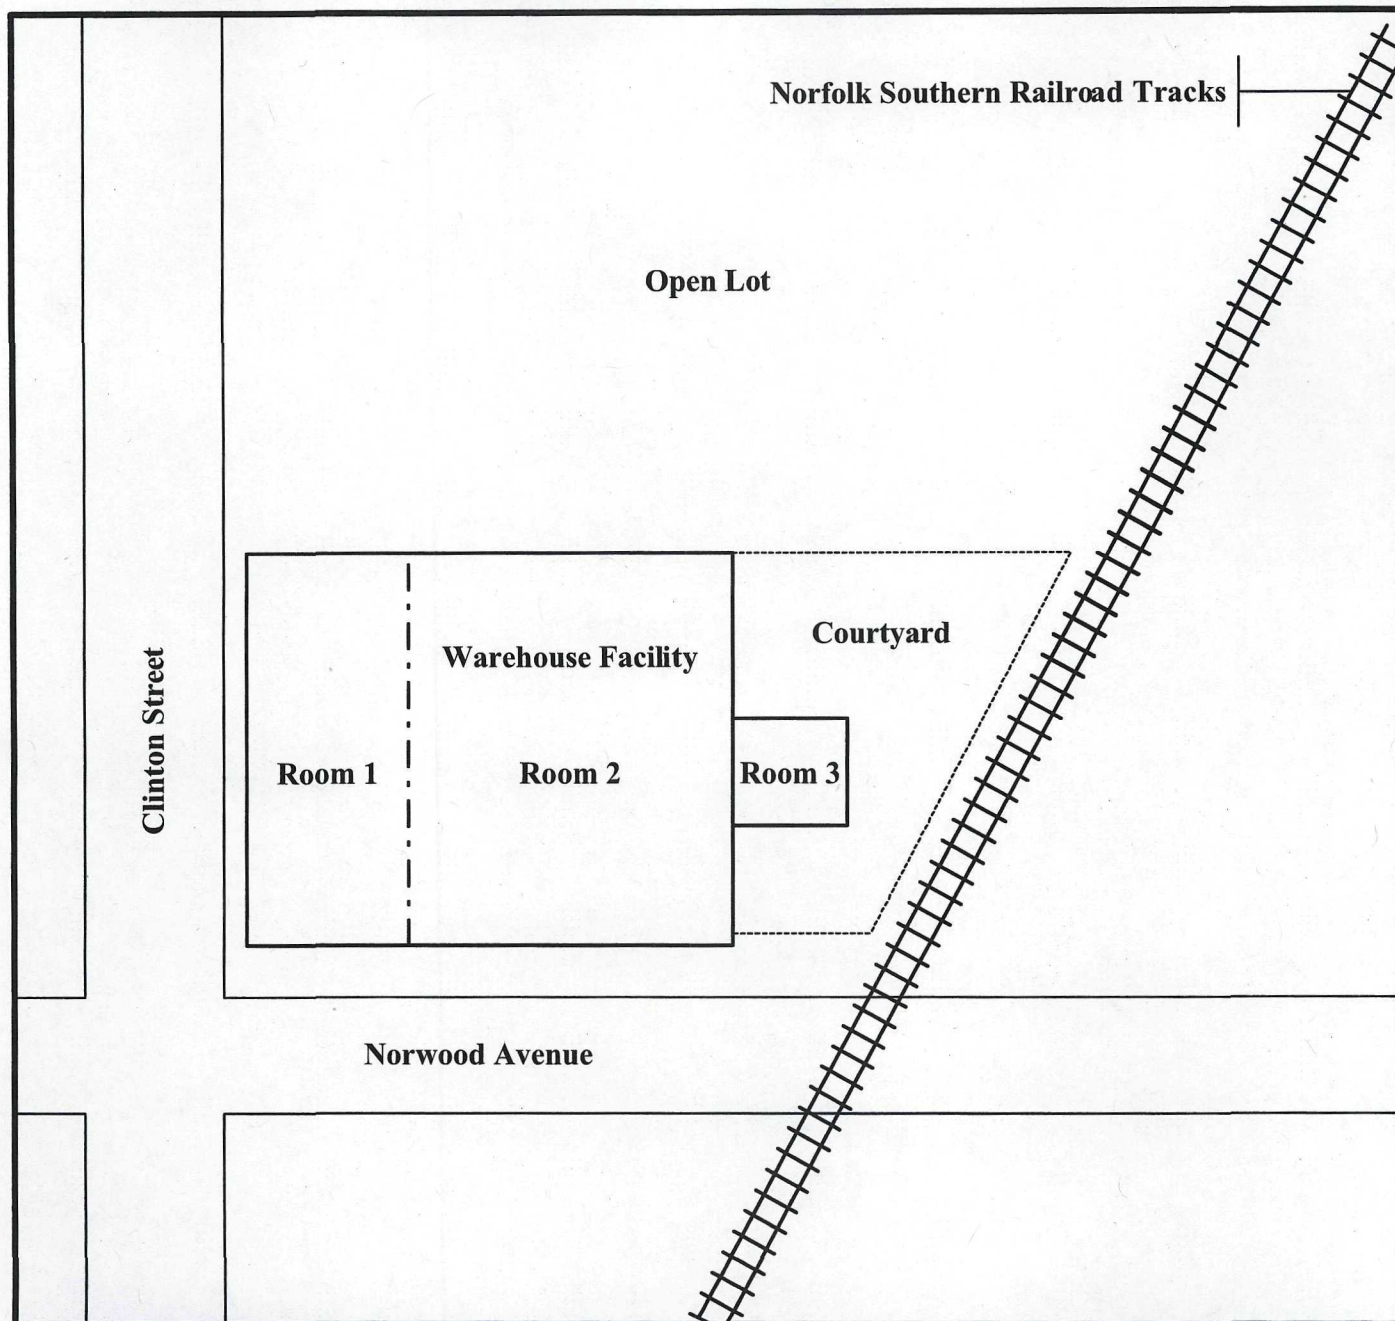 Norfolk Southern Railroad Tracks
Open Lot
Courtyard
Warehouse Facility
Clinton Street
Room 1
Room 2
Room 3
Norwood Avenue